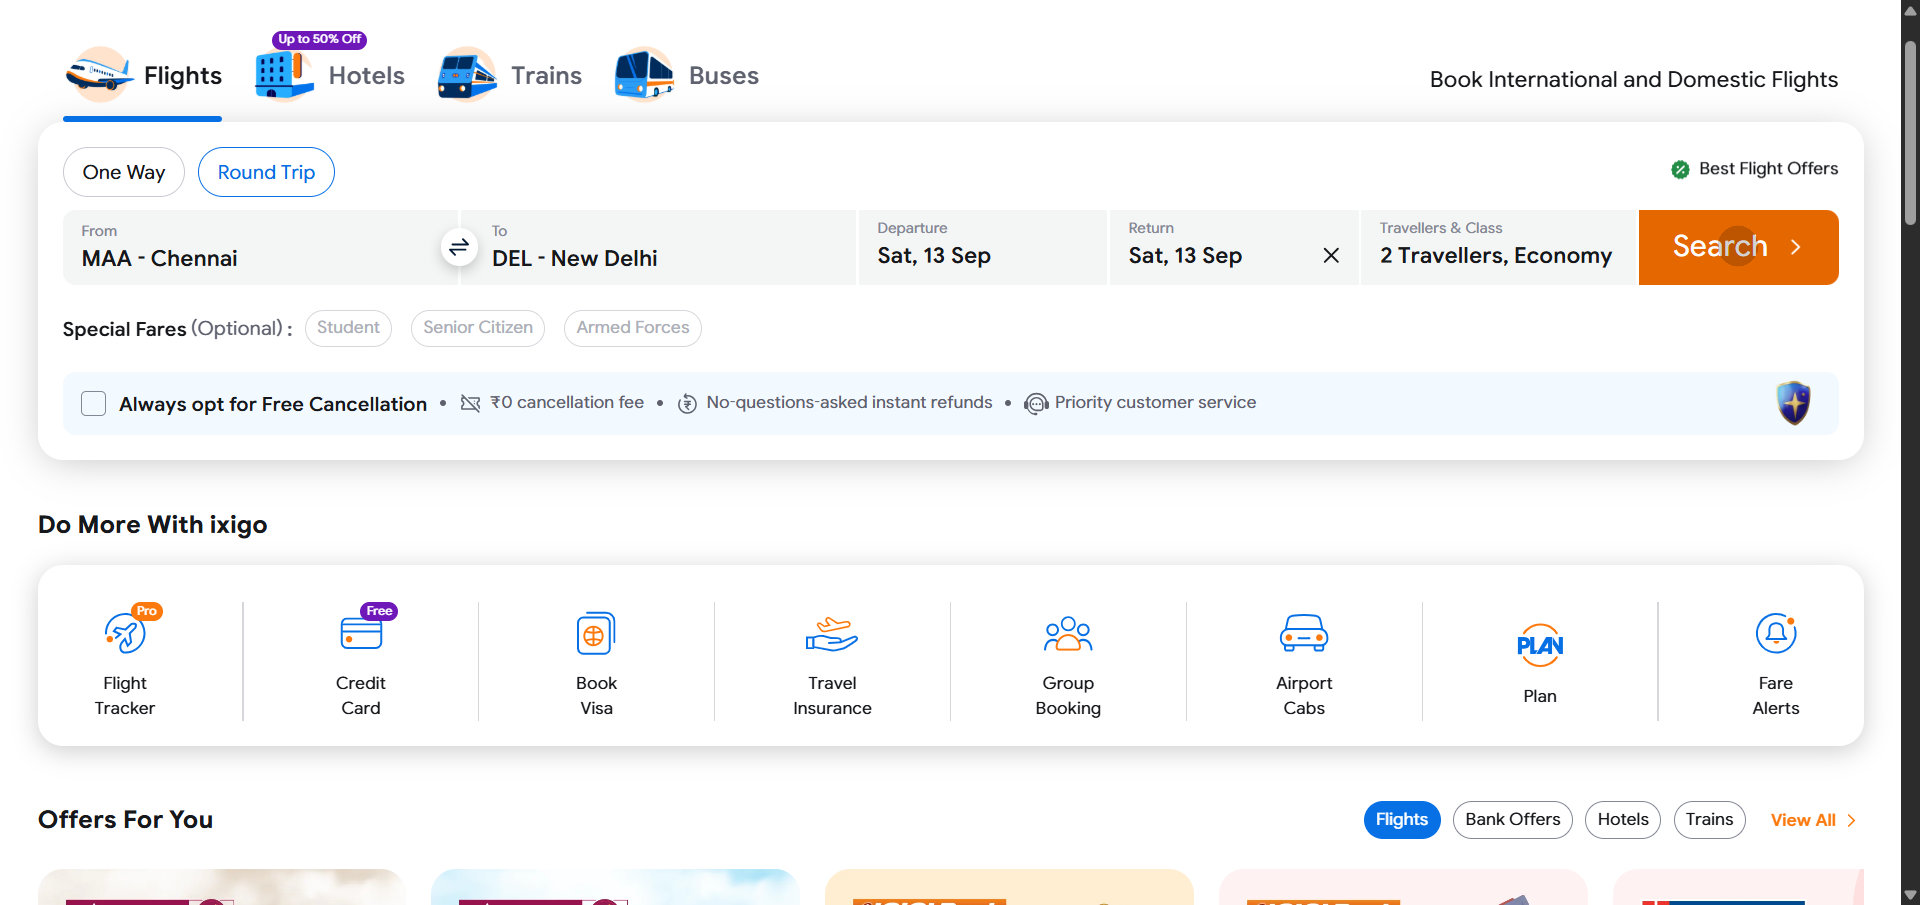 Up to 50% Off
Flights
Hotels
Trains
Buses
Book International and Domestic Flights
One Way
Round Trip
Best Flight Offers
From
MAA - Chennai
To
DEL - New Delhi
Departure
Sat, 13 Sep
Return
Sat, 13 Sep
Travellers & Class
2 Travellers, Economy
Search
Special Fares (Optional) :
Student
Senior Citizen
Armed Forces
Always opt for Free Cancellation
• ₹0 cancellation fee
• No-questions-asked instant refunds
• Priority customer service
Do More With ixigo
Pro
Flight
Tracker
Free
Credit
Card
Book
Visa
Travel
Insurance
Group
Booking
Airport
Cabs
PLAN
Plan
Fare
Alerts
Offers For You
Flights
Bank Offers
Hotels
Trains
View All